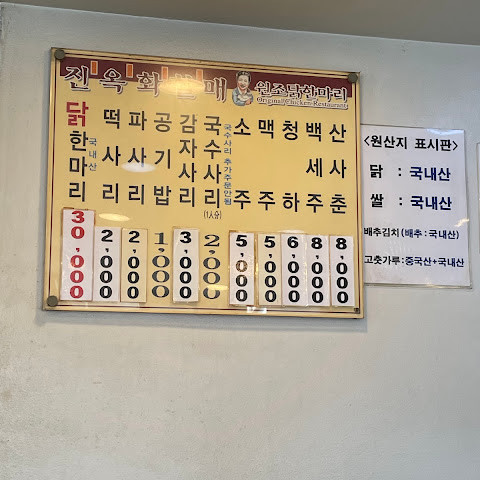 진옥화할매 원조닭한마리
Original Chicken Restaurants
닭한마리 국내산 30,000
떡사리 2,000
파사리 2,000
공기밥 1,000
감자사리 3,000
국수사리 (1人分) 2,000
국수사리 추가주문만됨
소주 5,000
맥주 5,000
청하 6,000
백세주 8,000
산사춘 8,000
<원산지 표시판>
닭 : 국내산
쌀 : 국내산
배추김치(배추:국내산)
고춧가루:중국산+국내산